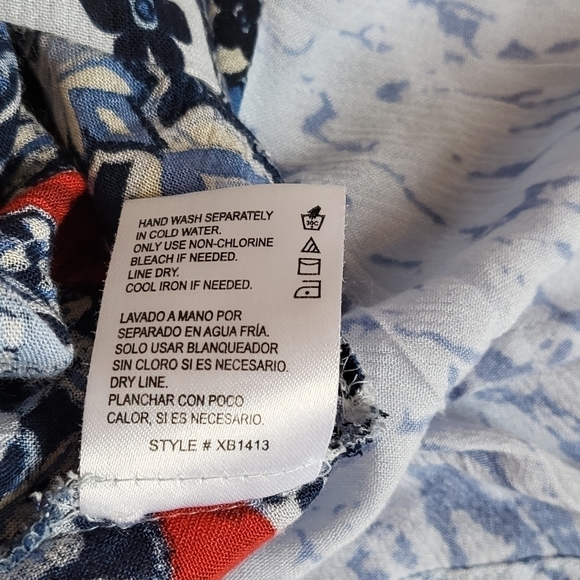 HAND WASH SEPARATELY
IN COLD WATER.
ONLY USE NON-CHLORINE
BLEACH IF NEEDED.
LINE DRY.
COOL IRON IF NEEDED.
30C
LAVADO A MANO POR
SEPARADO EN AGUA FRÍA.
SOLO USAR BLANQUEADOR
SIN CLORO SI ES NECESARIO.
DRY LINE.
PLANCHAR CON POCO
CALOR, SI ES NECESARIO.
STYLE # XB1413